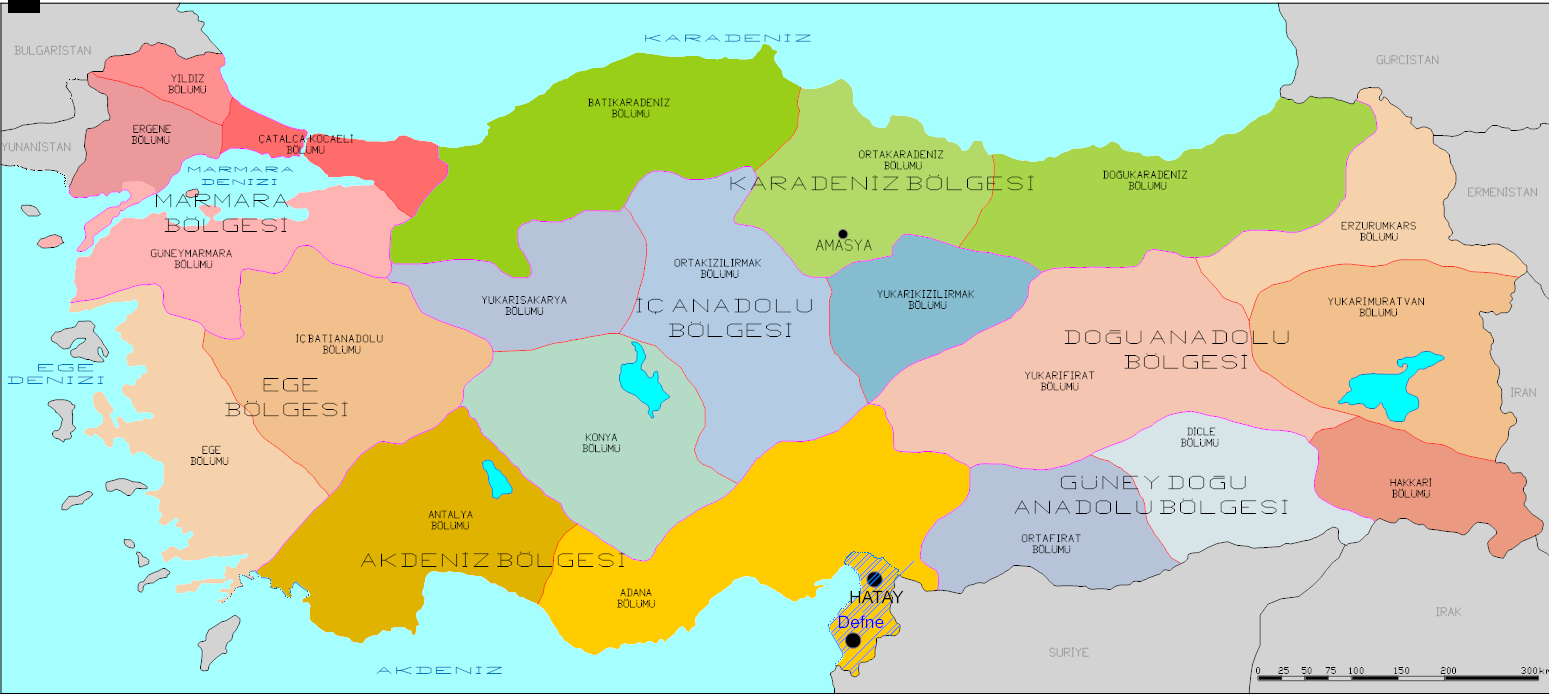 KARADENİZ
BULGARİSTAN
GÜRCİSTAN
YILDIZ
BÖLÜMÜ
BATIKARADENİZ
BÖLÜMÜ
ERGENE
BÖLÜMÜ
ÇATALCA-KOCAELİ
BÖLÜMÜ
YUNANİSTAN
ORTAKARADENİZ
BÖLÜMÜ
MARMARA
DENİZİ
DOĞUKARADENİZ
BÖLÜMÜ
KARADENİZ BÖLGESİ
ERMENİSTAN
MARMARA
BÖLGESİ
ERZURUMKARS
BÖLÜMÜ
AMASYA
GÜNEYMARMARA
BÖLÜMÜ
ORTAKIZILIRMAK
BÖLÜMÜ
YUKARISAKARYA
BÖLÜMÜ
YUKARIKIZILIRMAK
BÖLÜMÜ
YUKARIMURATVAN
BÖLÜMÜ
İÇ ANADOLU
BÖLGESİ
İÇBATIANADOLU
BÖLÜMÜ
DOĞU ANADOLU
BÖLGESİ
EGE
DENİZİ
EGE
BÖLGESİ
YUKARIFIRAT
BÖLÜMÜ
İRAN
KONYA
BÖLÜMÜ
DİCLE
BÖLÜMÜ
EGE
BÖLÜMÜ
GÜNEY DOĞU
ANADOLU BÖLGESİ
HAKKARİ
BÖLÜMÜ
ANTALYA
BÖLÜMÜ
ORTAFIRAT
BÖLÜMÜ
AKDENİZ BÖLGESİ
ADANA
BÖLÜMÜ
HATAY
Defne
IRAK
SURİYE
AKDENİZ
0 25 50 75 100 150 200 300 km